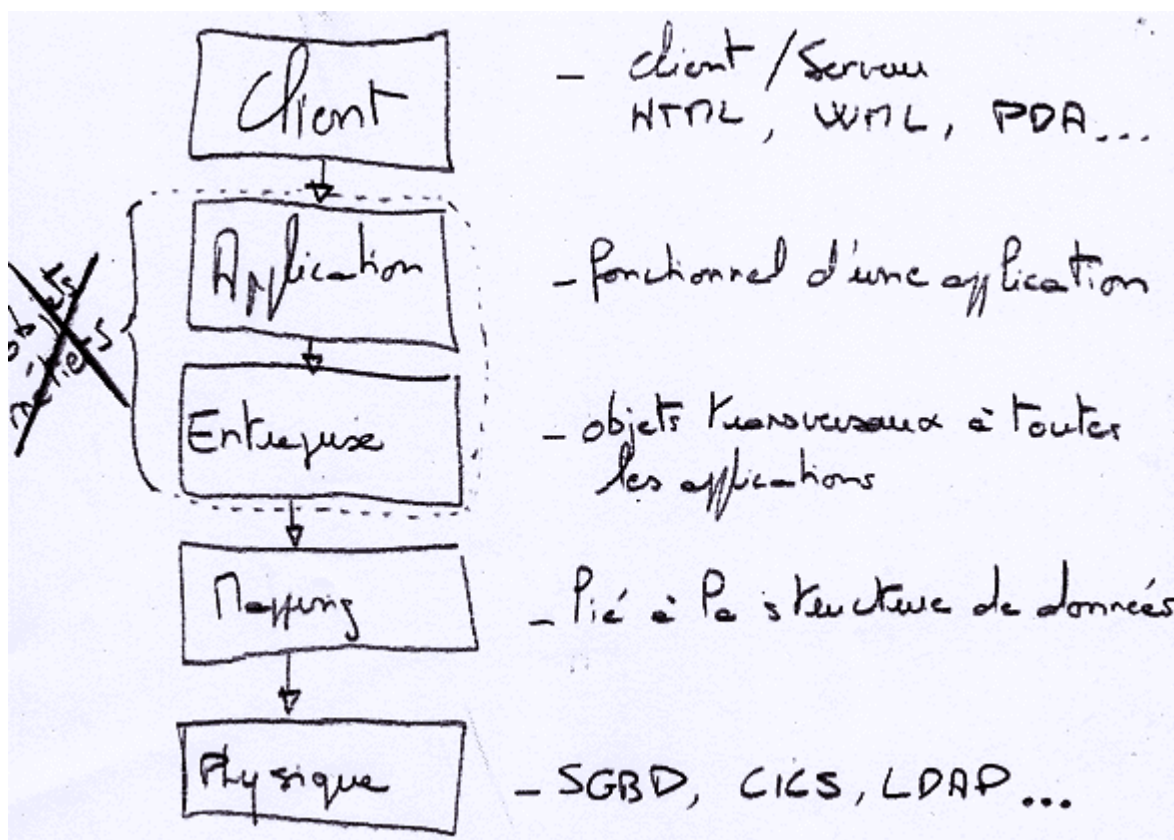 Client
- Client / Serveur
HTML, WML, PDA...
Application
- fonctionnel d'une application
objets
métiers
Entreprise
- objets transversaux à toutes
les applications
Mapping
- lié à la structure de données
Physique
- SGBD, CICS, LDAP...